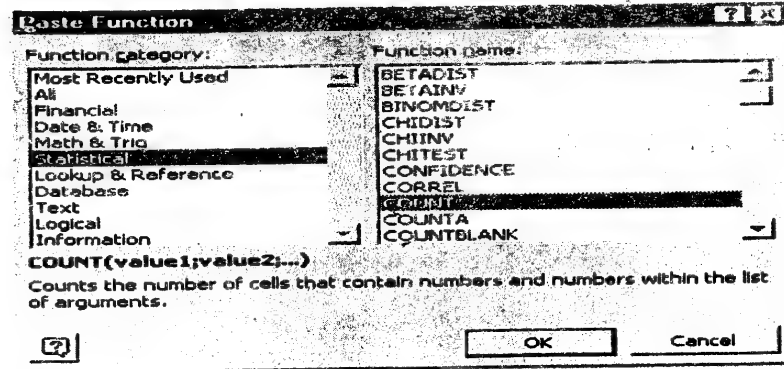 Paste Function
Function category:
Most Recently Used
All
Financial
Date & Time
Math & Trig
Statistical
Lookup & Reference
Database
Text
Logical
Information
Function name:
BETADIST
BETAINV
BINOMDIST
CHIDIST
CHIINV
CHITEST
CONFIDENCE
CORREL
COUNT
COUNTA
COUNTBLANK
COUNT(value1;value2;...)
Counts the number of cells that contain numbers and numbers within the list
of arguments.
OK
Cancel